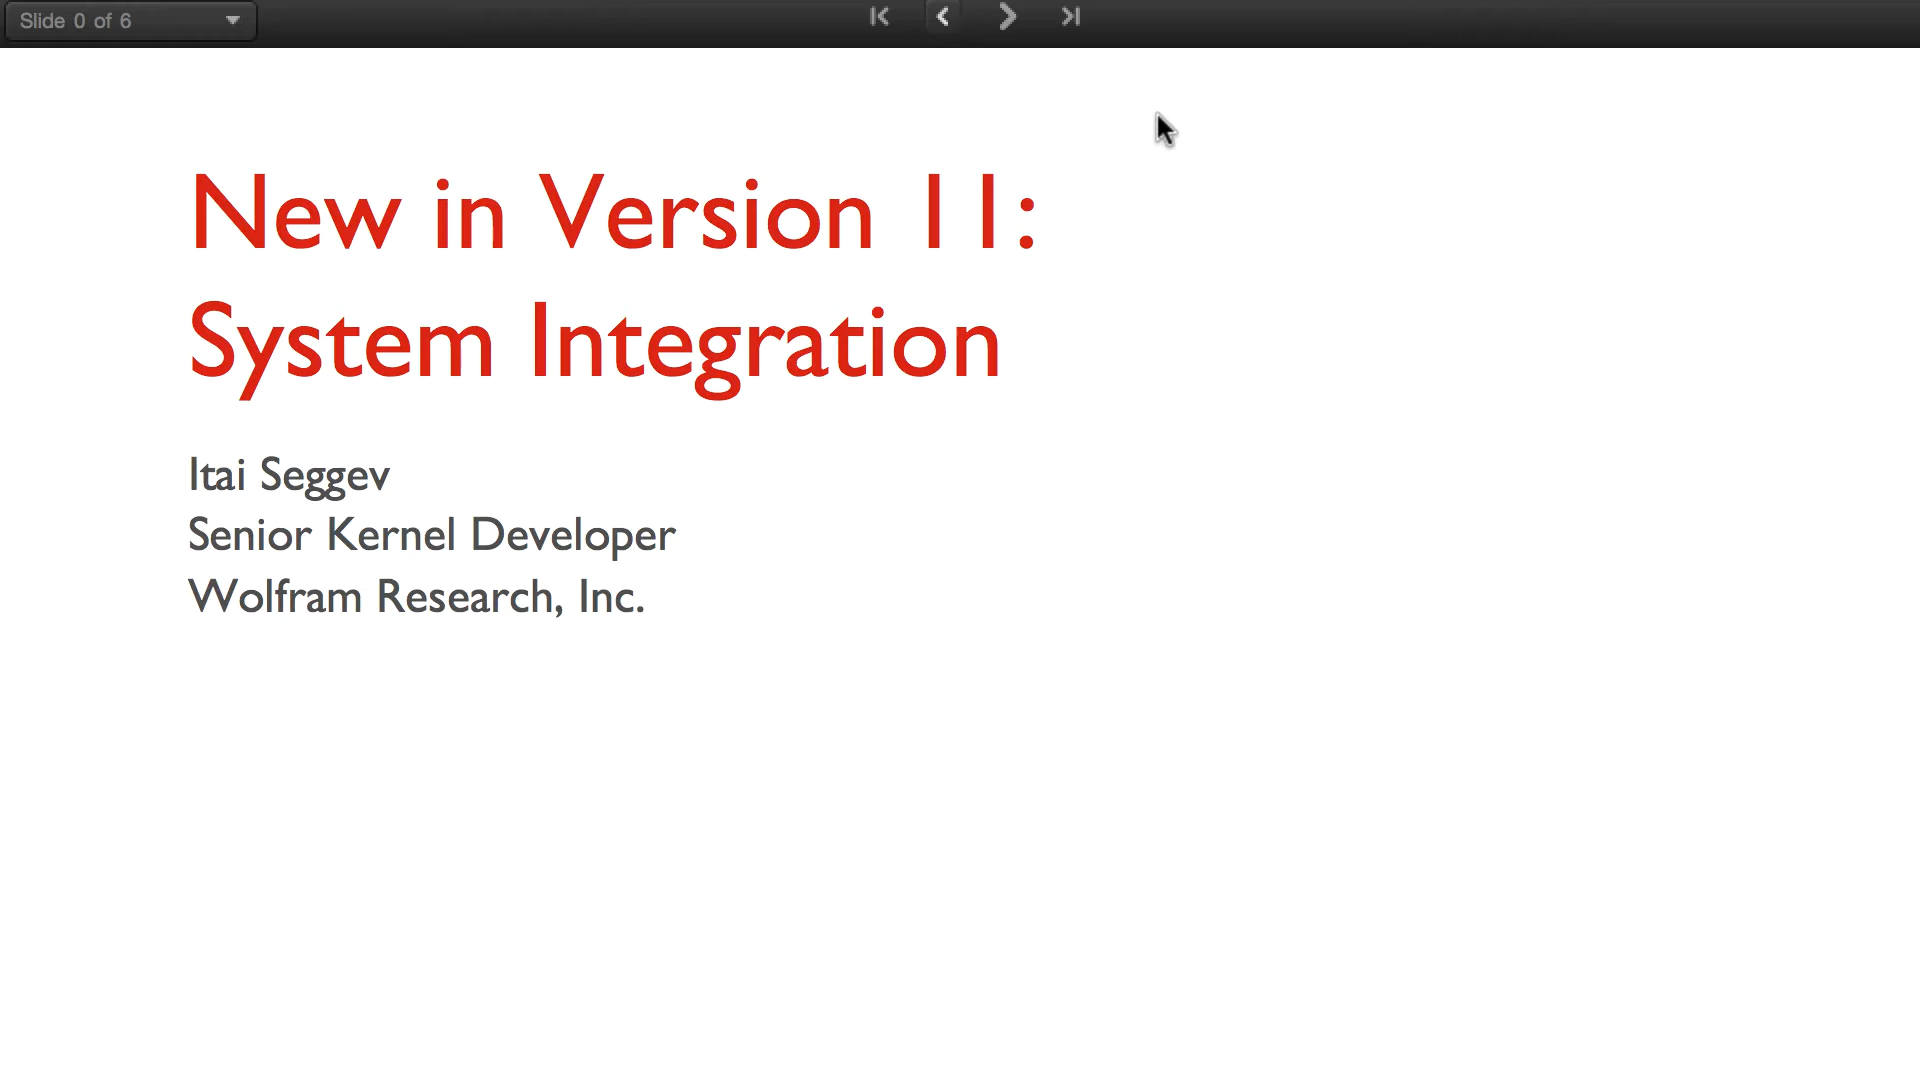 Slide 0 of 6
New in Version 11:
System Integration
Itai Seggev
Senior Kernel Developer
Wolfram Research, Inc.